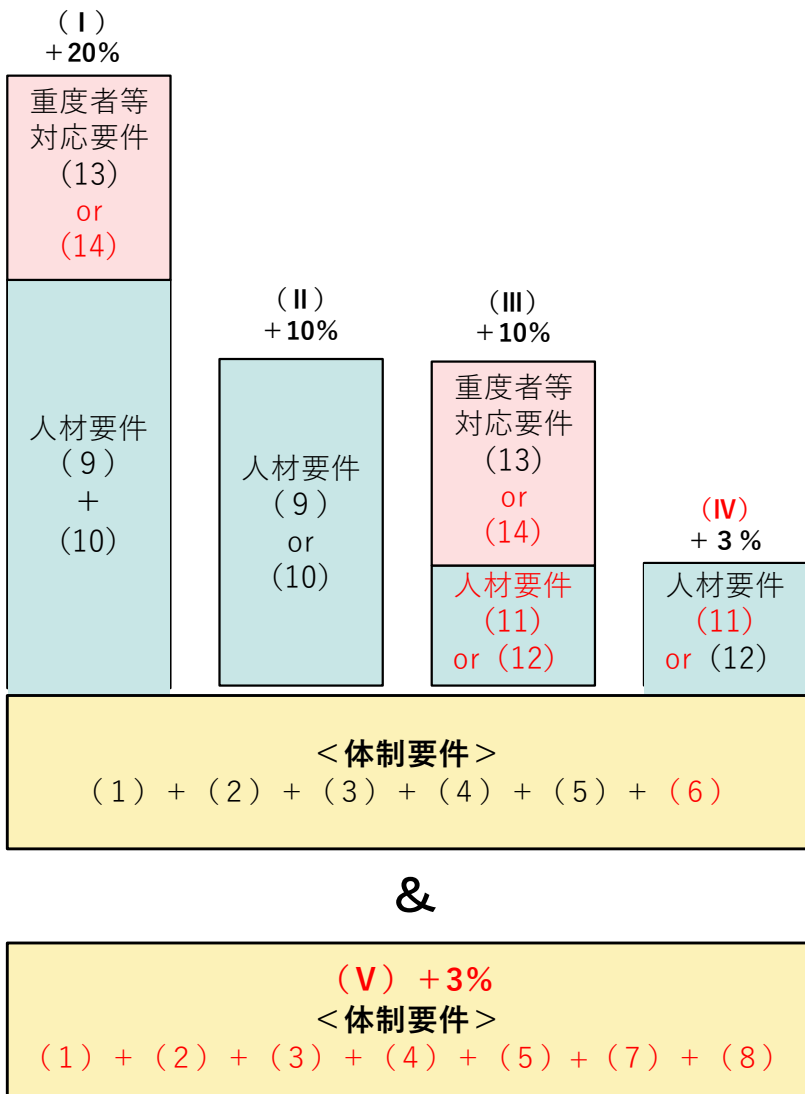 （Ⅰ）
＋20%
重度者等
対応要件
（13）
or
（14）
人材要件
（９）
＋
（10）
（Ⅱ）
＋10%
人材要件
（９）
or
（10）
（Ⅲ）
＋10%
重度者等
対応要件
（13）
or
（14）
人材要件
（11）
or（12）
（Ⅳ）
＋３%
人材要件
（11）
or（12）
＜体制要件＞
（１）＋（２）＋（３）＋（４）＋（５）＋（６）
&
（Ⅴ）＋3%
＜体制要件＞
（１）＋（２）＋（３）＋（４）＋（５）＋（７）＋（８）